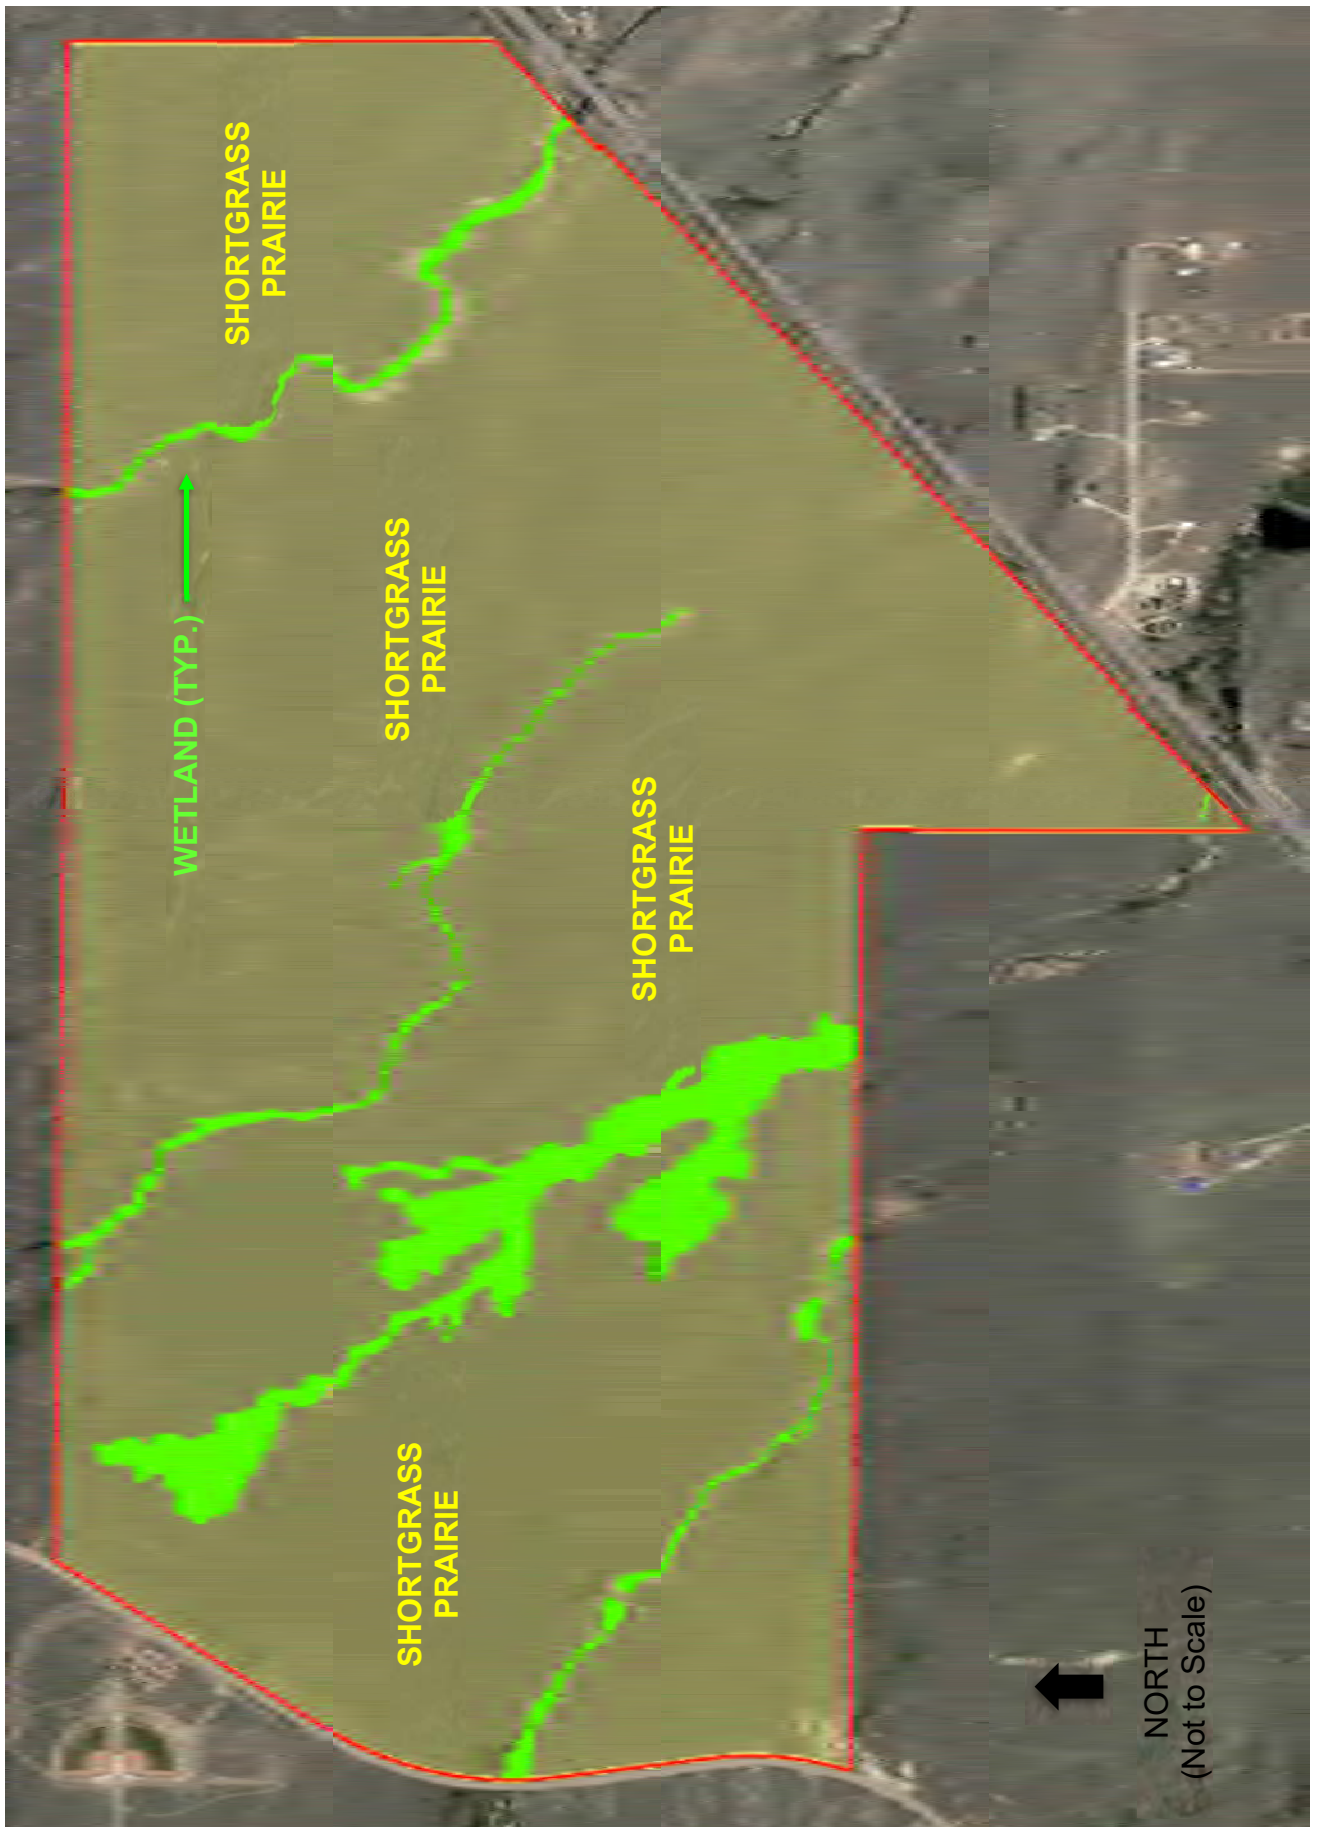 SHORTGRASS
PRAIRIE
WETLAND (TYP.)
SHORTGRASS
PRAIRIE
SHORTGRASS
PRAIRIE
SHORTGRASS
PRAIRIE
NORTH
(Not to Scale)